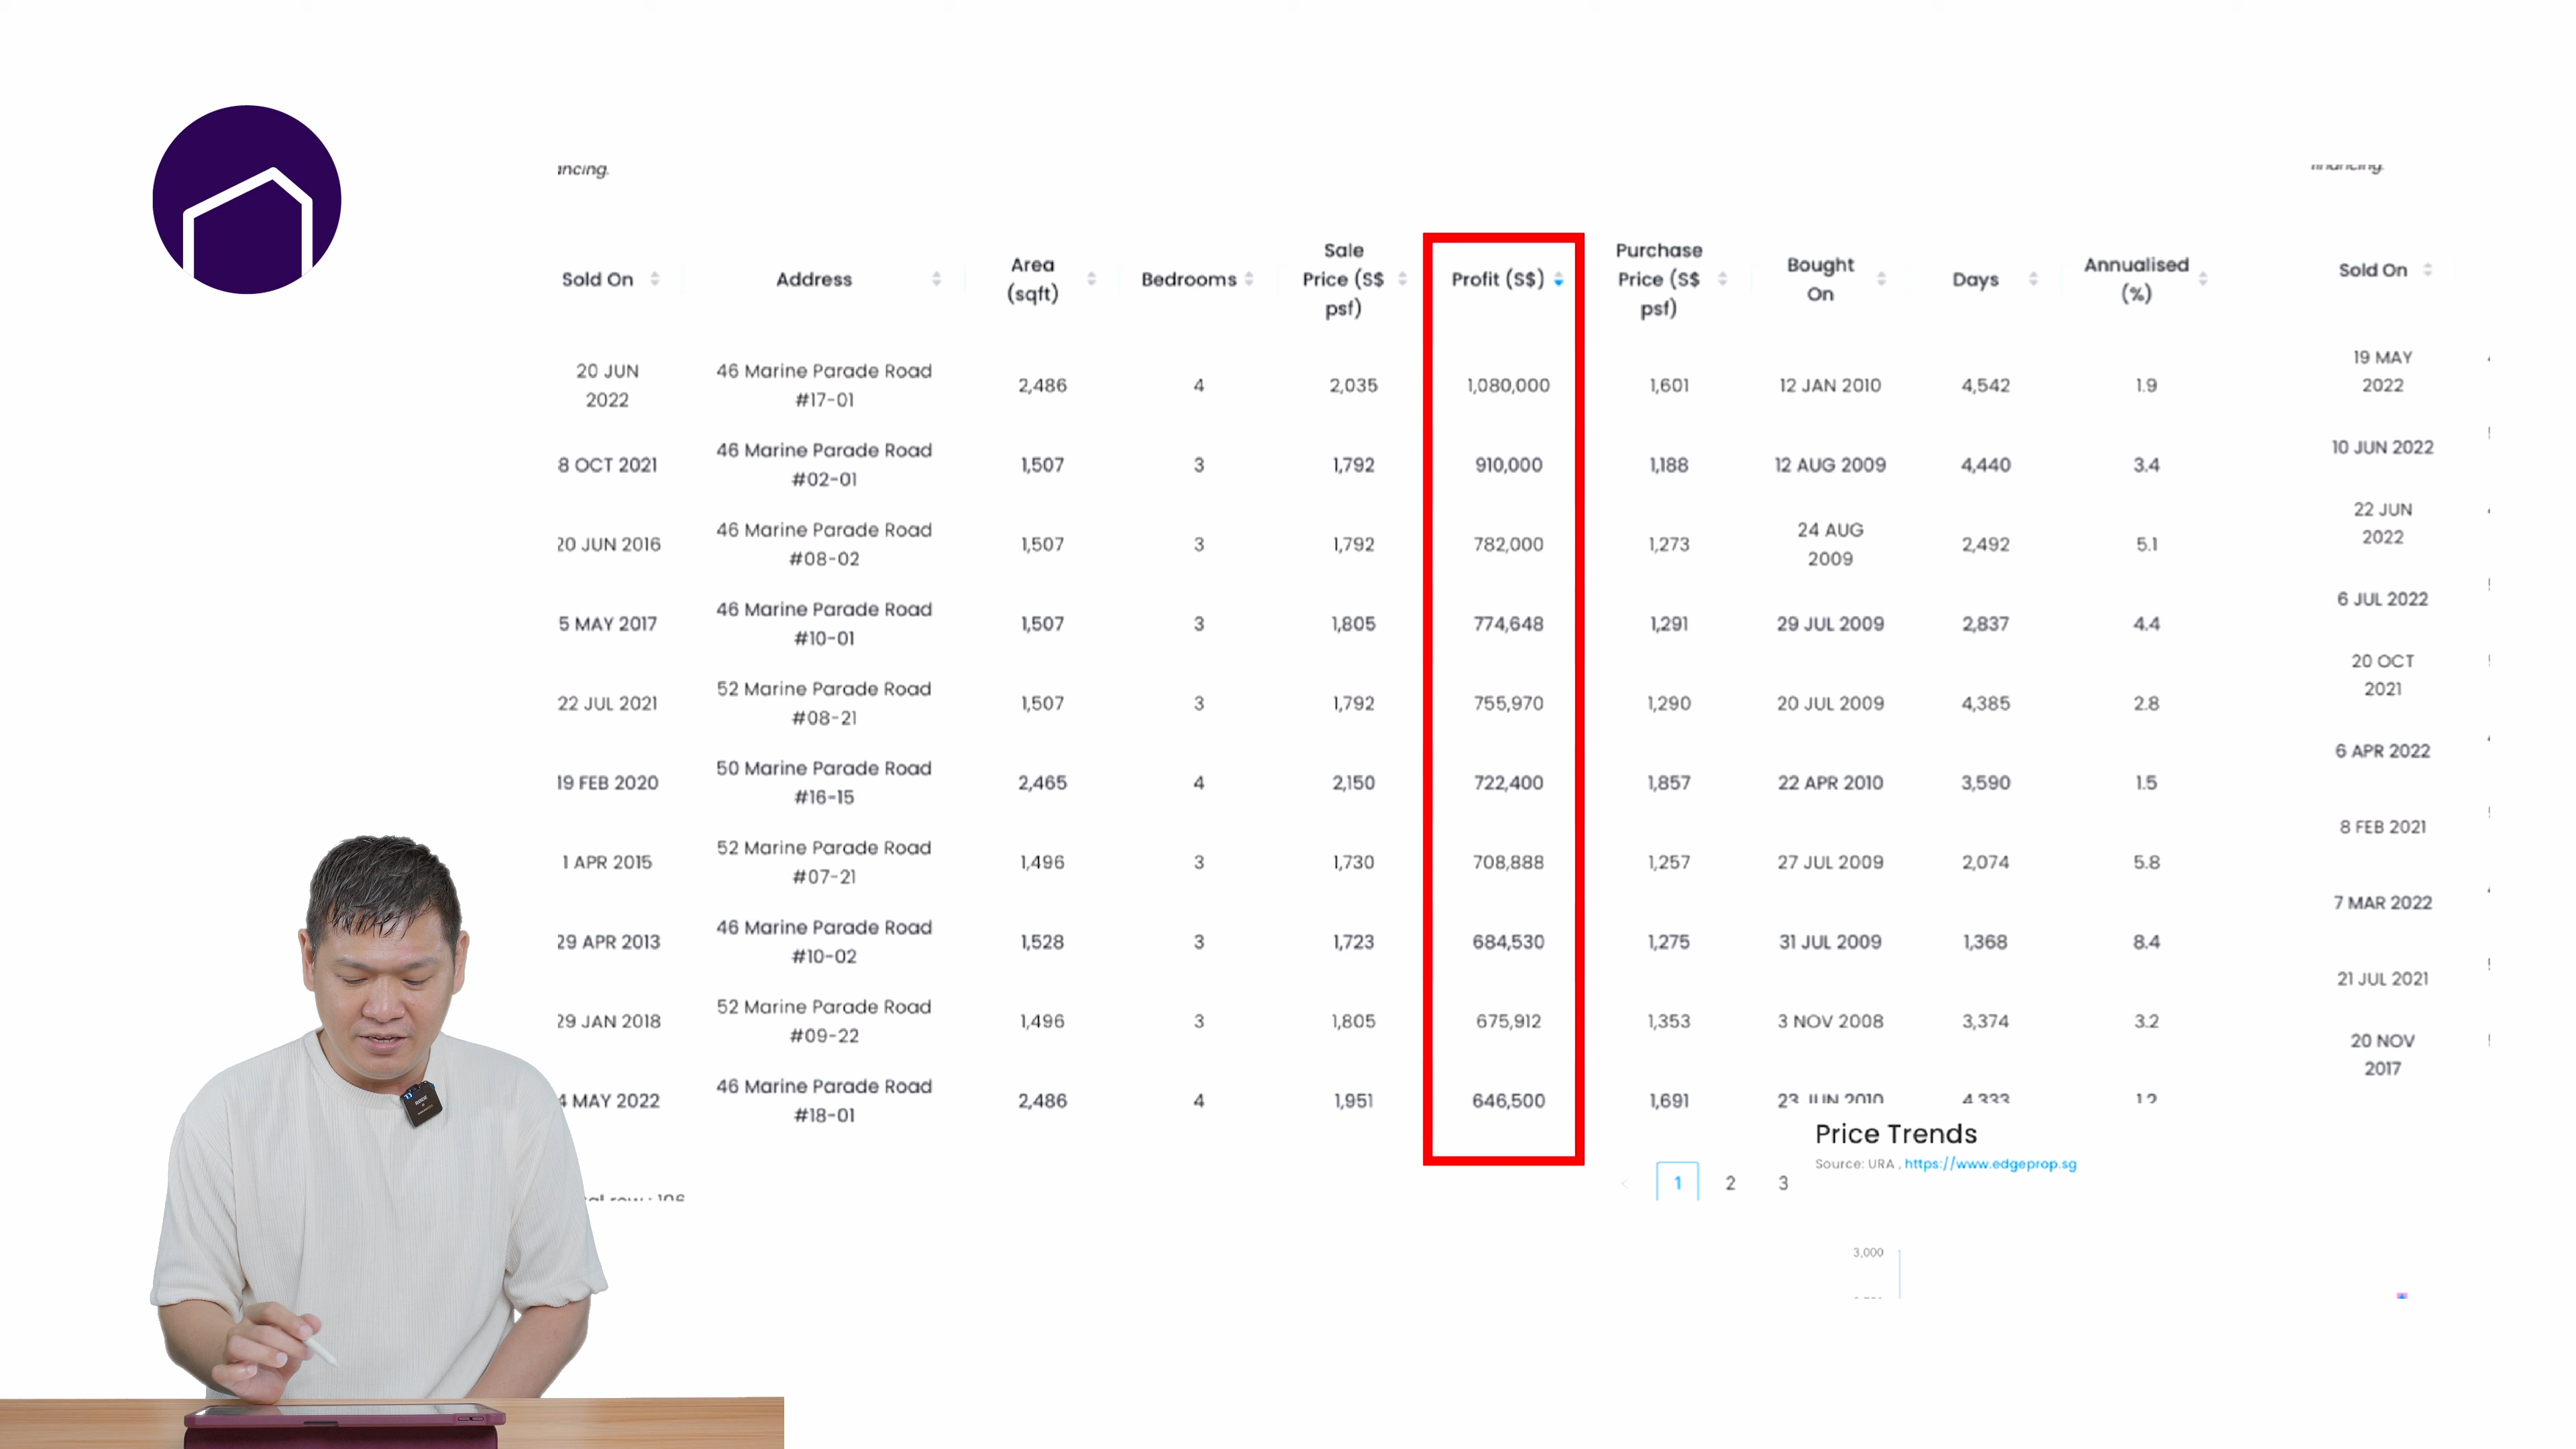 ancing.
financing.
Sold On Address Area (sqft) Bedrooms Sale Price (S$ psf) Profit (S$) Purchase Price (S$ psf) Bought On Days Annualised (%) Sold On
20 JUN 2022 46 Marine Parade Road #17-01 2,486 4 2,035 1,080,000 1,601 12 JAN 2010 4,542 1.9 19 MAY 2022
8 OCT 2021 46 Marine Parade Road #02-01 1,507 3 1,792 910,000 1,188 12 AUG 2009 4,440 3.4 10 JUN 2022
20 JUN 2016 46 Marine Parade Road #08-02 1,507 3 1,792 782,000 1,273 24 AUG 2009 2,492 5.1 22 JUN 2022
5 MAY 2017 46 Marine Parade Road #10-01 1,507 3 1,805 774,648 1,291 29 JUL 2009 2,837 4.4 6 JUL 2022
22 JUL 2021 52 Marine Parade Road #08-21 1,507 3 1,792 755,970 1,290 20 JUL 2009 4,385 2.8 20 OCT 2021
19 FEB 2020 50 Marine Parade Road #16-15 2,465 4 2,150 722,400 1,857 22 APR 2010 3,590 1.5 6 APR 2022
1 APR 2015 52 Marine Parade Road #07-21 1,496 3 1,730 708,888 1,257 27 JUL 2009 2,074 5.8 8 FEB 2021
29 APR 2013 46 Marine Parade Road #10-02 1,528 3 1,723 684,530 1,275 31 JUL 2009 1,368 8.4 7 MAR 2022
29 JAN 2018 52 Marine Parade Road #09-22 1,496 3 1,805 675,912 1,353 3 NOV 2008 3,374 3.2 21 JUL 2021
4 MAY 2022 46 Marine Parade Road #18-01 2,486 4 1,951 646,500 1,691 23 JUN 2010 4,333 1.2 20 NOV 2017
Price Trends
Source: URA , https://www.edgeprop.sg
1 2 3
al row : 106
3,000